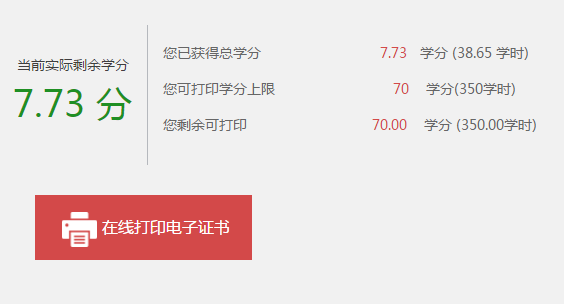 当前实际剩余学分
7.73 分
您已获得总学分 7.73 学分 (38.65 学时)
您可打印学分上限 70 学分(350学时)
您剩余可打印 70.00 学分 (350.00学时)
在线打印电子证书